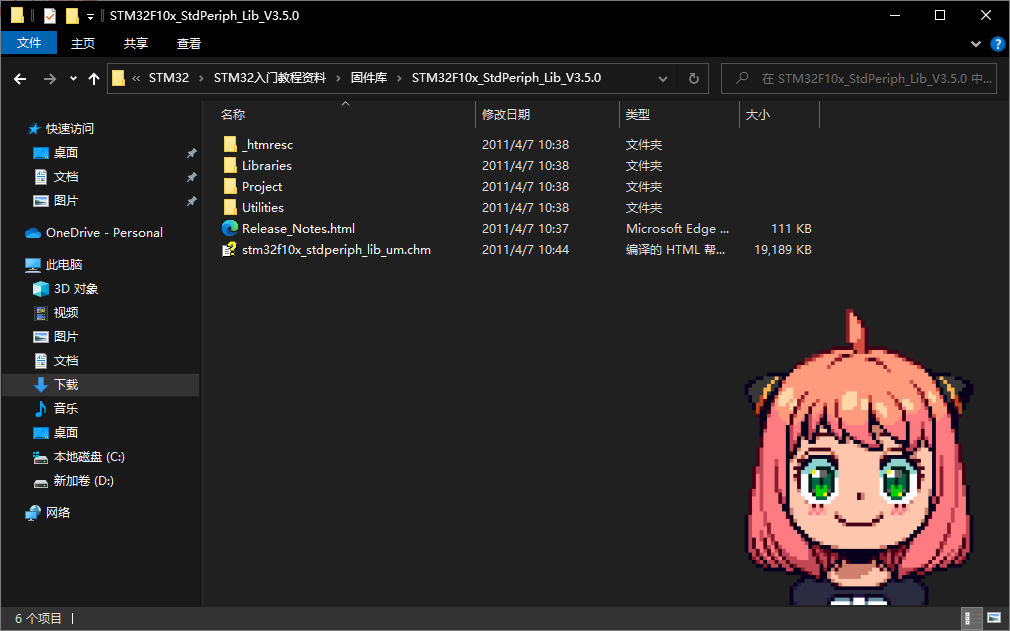 STM32F10x_StdPeriph_Lib_V3.5.0
文件 主页 共享 查看
« STM32 › STM32入门教程资料 › 固件库 › STM32F10x_StdPeriph_Lib_V3.5.0
在 STM32F10x_StdPeriph_Lib_V3.5.0 中...
快速访问
桌面
文档
图片
OneDrive - Personal
此电脑
3D 对象
视频
图片
文档
下载
音乐
桌面
本地磁盘 (C:)
新加卷 (D:)
网络
名称 修改日期 类型 大小
_htmresc 2011/4/7 10:38 文件夹
Libraries 2011/4/7 10:38 文件夹
Project 2011/4/7 10:38 文件夹
Utilities 2011/4/7 10:38 文件夹
Release_Notes.html 2011/4/7 10:37 Microsoft Edge ... 111 KB
stm32f10x_stdperiph_lib_um.chm 2011/4/7 10:44 编译的 HTML 帮... 19,189 KB
6 个项目